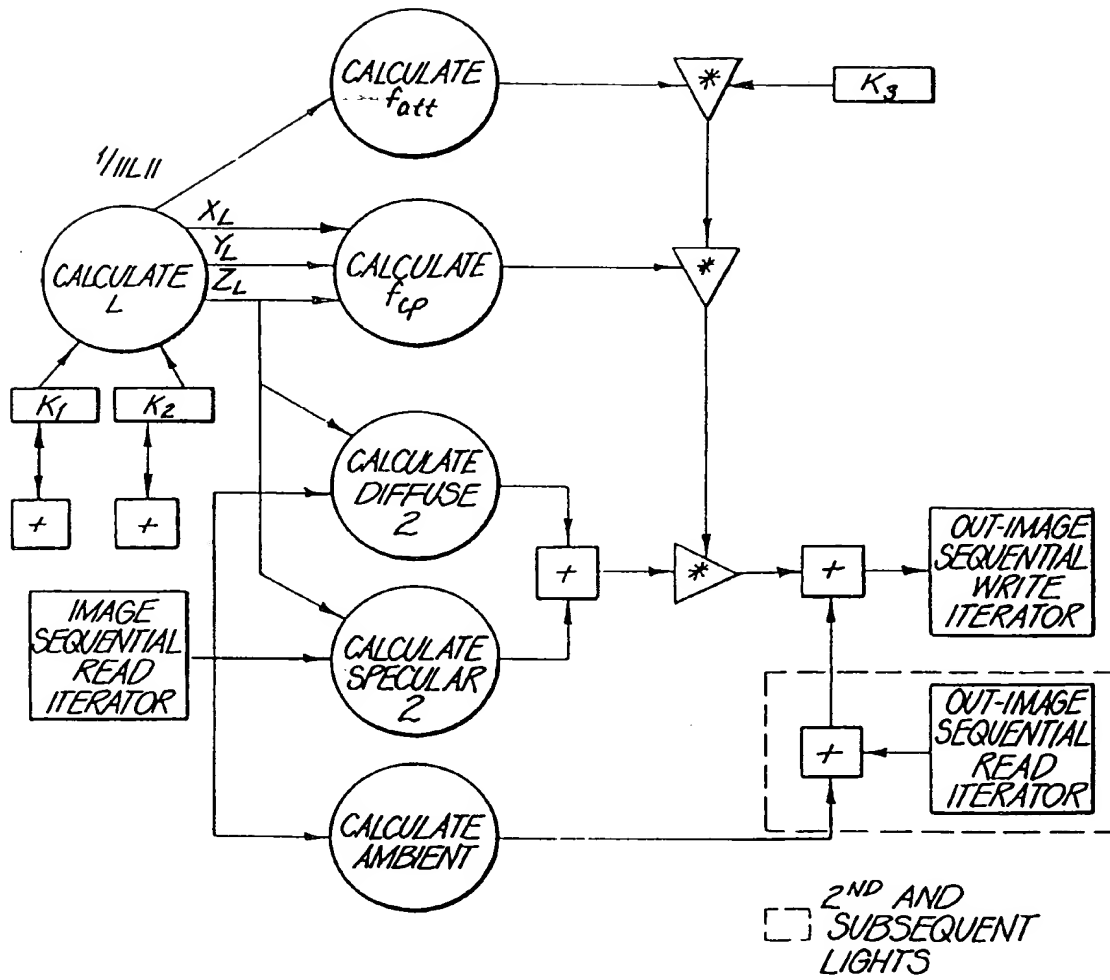 CALCULATE
fatt
*
K3
1/||L||
XL
YL
ZL
CALCULATE
L
CALCULATE
fcp
*
K1
K2
+
+
CALCULATE
DIFFUSE
2
+
*
+
OUT-IMAGE
SEQUENTIAL
WRITE
ITERATOR
IMAGE
SEQUENTIAL
READ
ITERATOR
CALCULATE
SPECULAR
2
+
OUT-IMAGE
SEQUENTIAL
READ
ITERATOR
CALCULATE
AMBIENT
2ND AND
SUBSEQUENT
LIGHTS